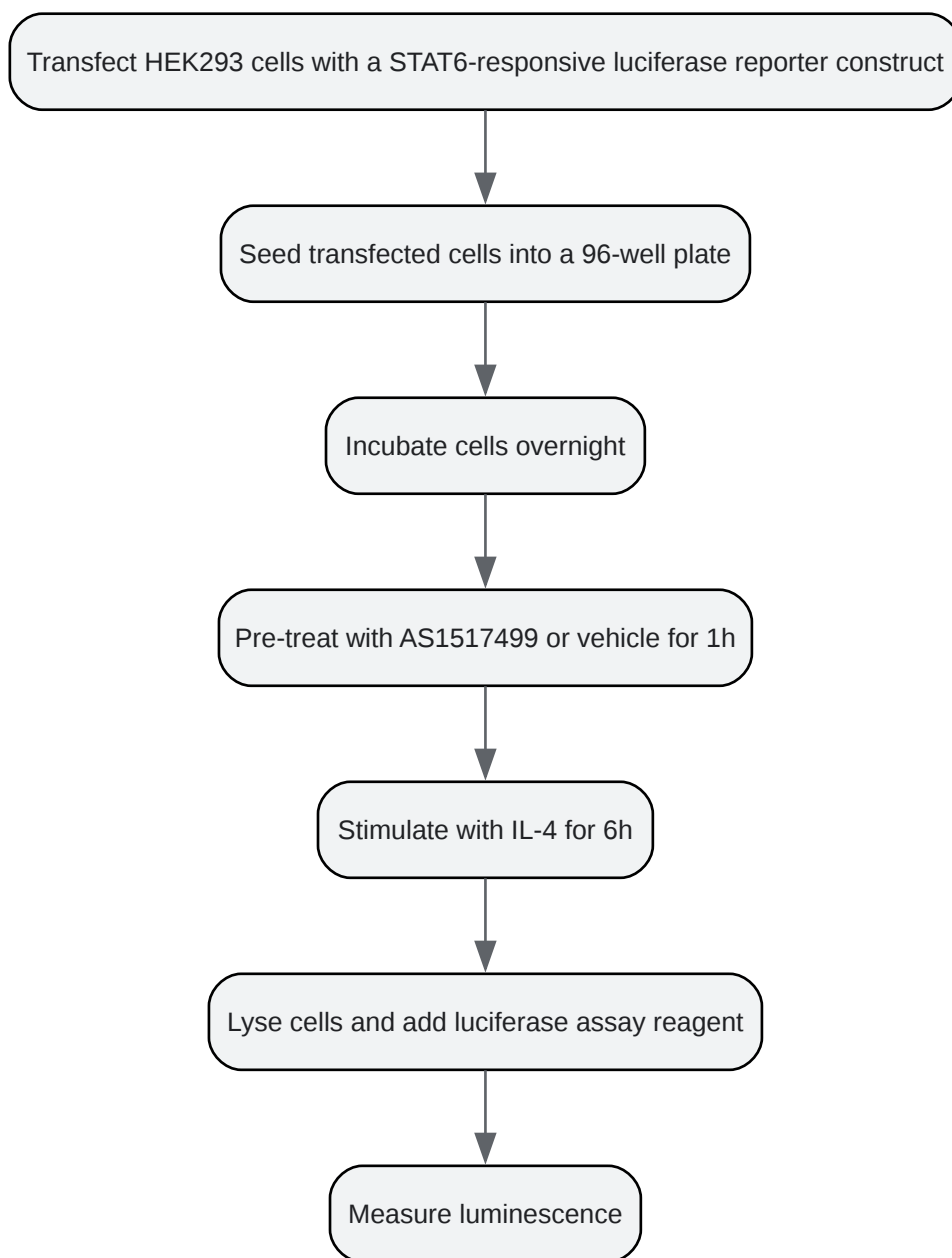 Transfect HEK293 cells with a STAT6-responsive luciferase reporter construct
Seed transfected cells into a 96-well plate
Incubate cells overnight
Pre-treat with AS1517499 or vehicle for 1h
Stimulate with IL-4 for 6h
Lyse cells and add luciferase assay reagent
Measure luminescence